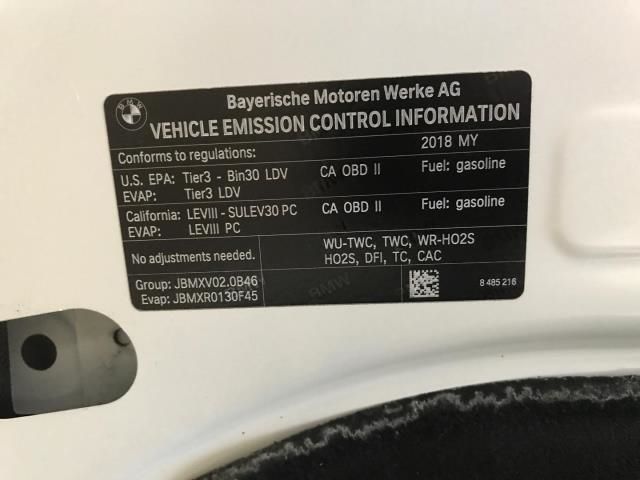 BMW
Bayerische Motoren Werke AG
VEHICLE EMISSION CONTROL INFORMATION
Conforms to regulations: 2018 MY
U.S. EPA: Tier3 - Bin30 LDV CA OBD II Fuel: gasoline
EVAP: Tier3 LDV
California: LEVIII - SULEV30 PC CA OBD II Fuel: gasoline
EVAP: LEVIII PC
No adjustments needed. WU-TWC, TWC, WR-HO2S
HO2S, DFI, TC, CAC
Group: JBMXV02.0B46
Evap: JBMXR0130F45
8 485 216